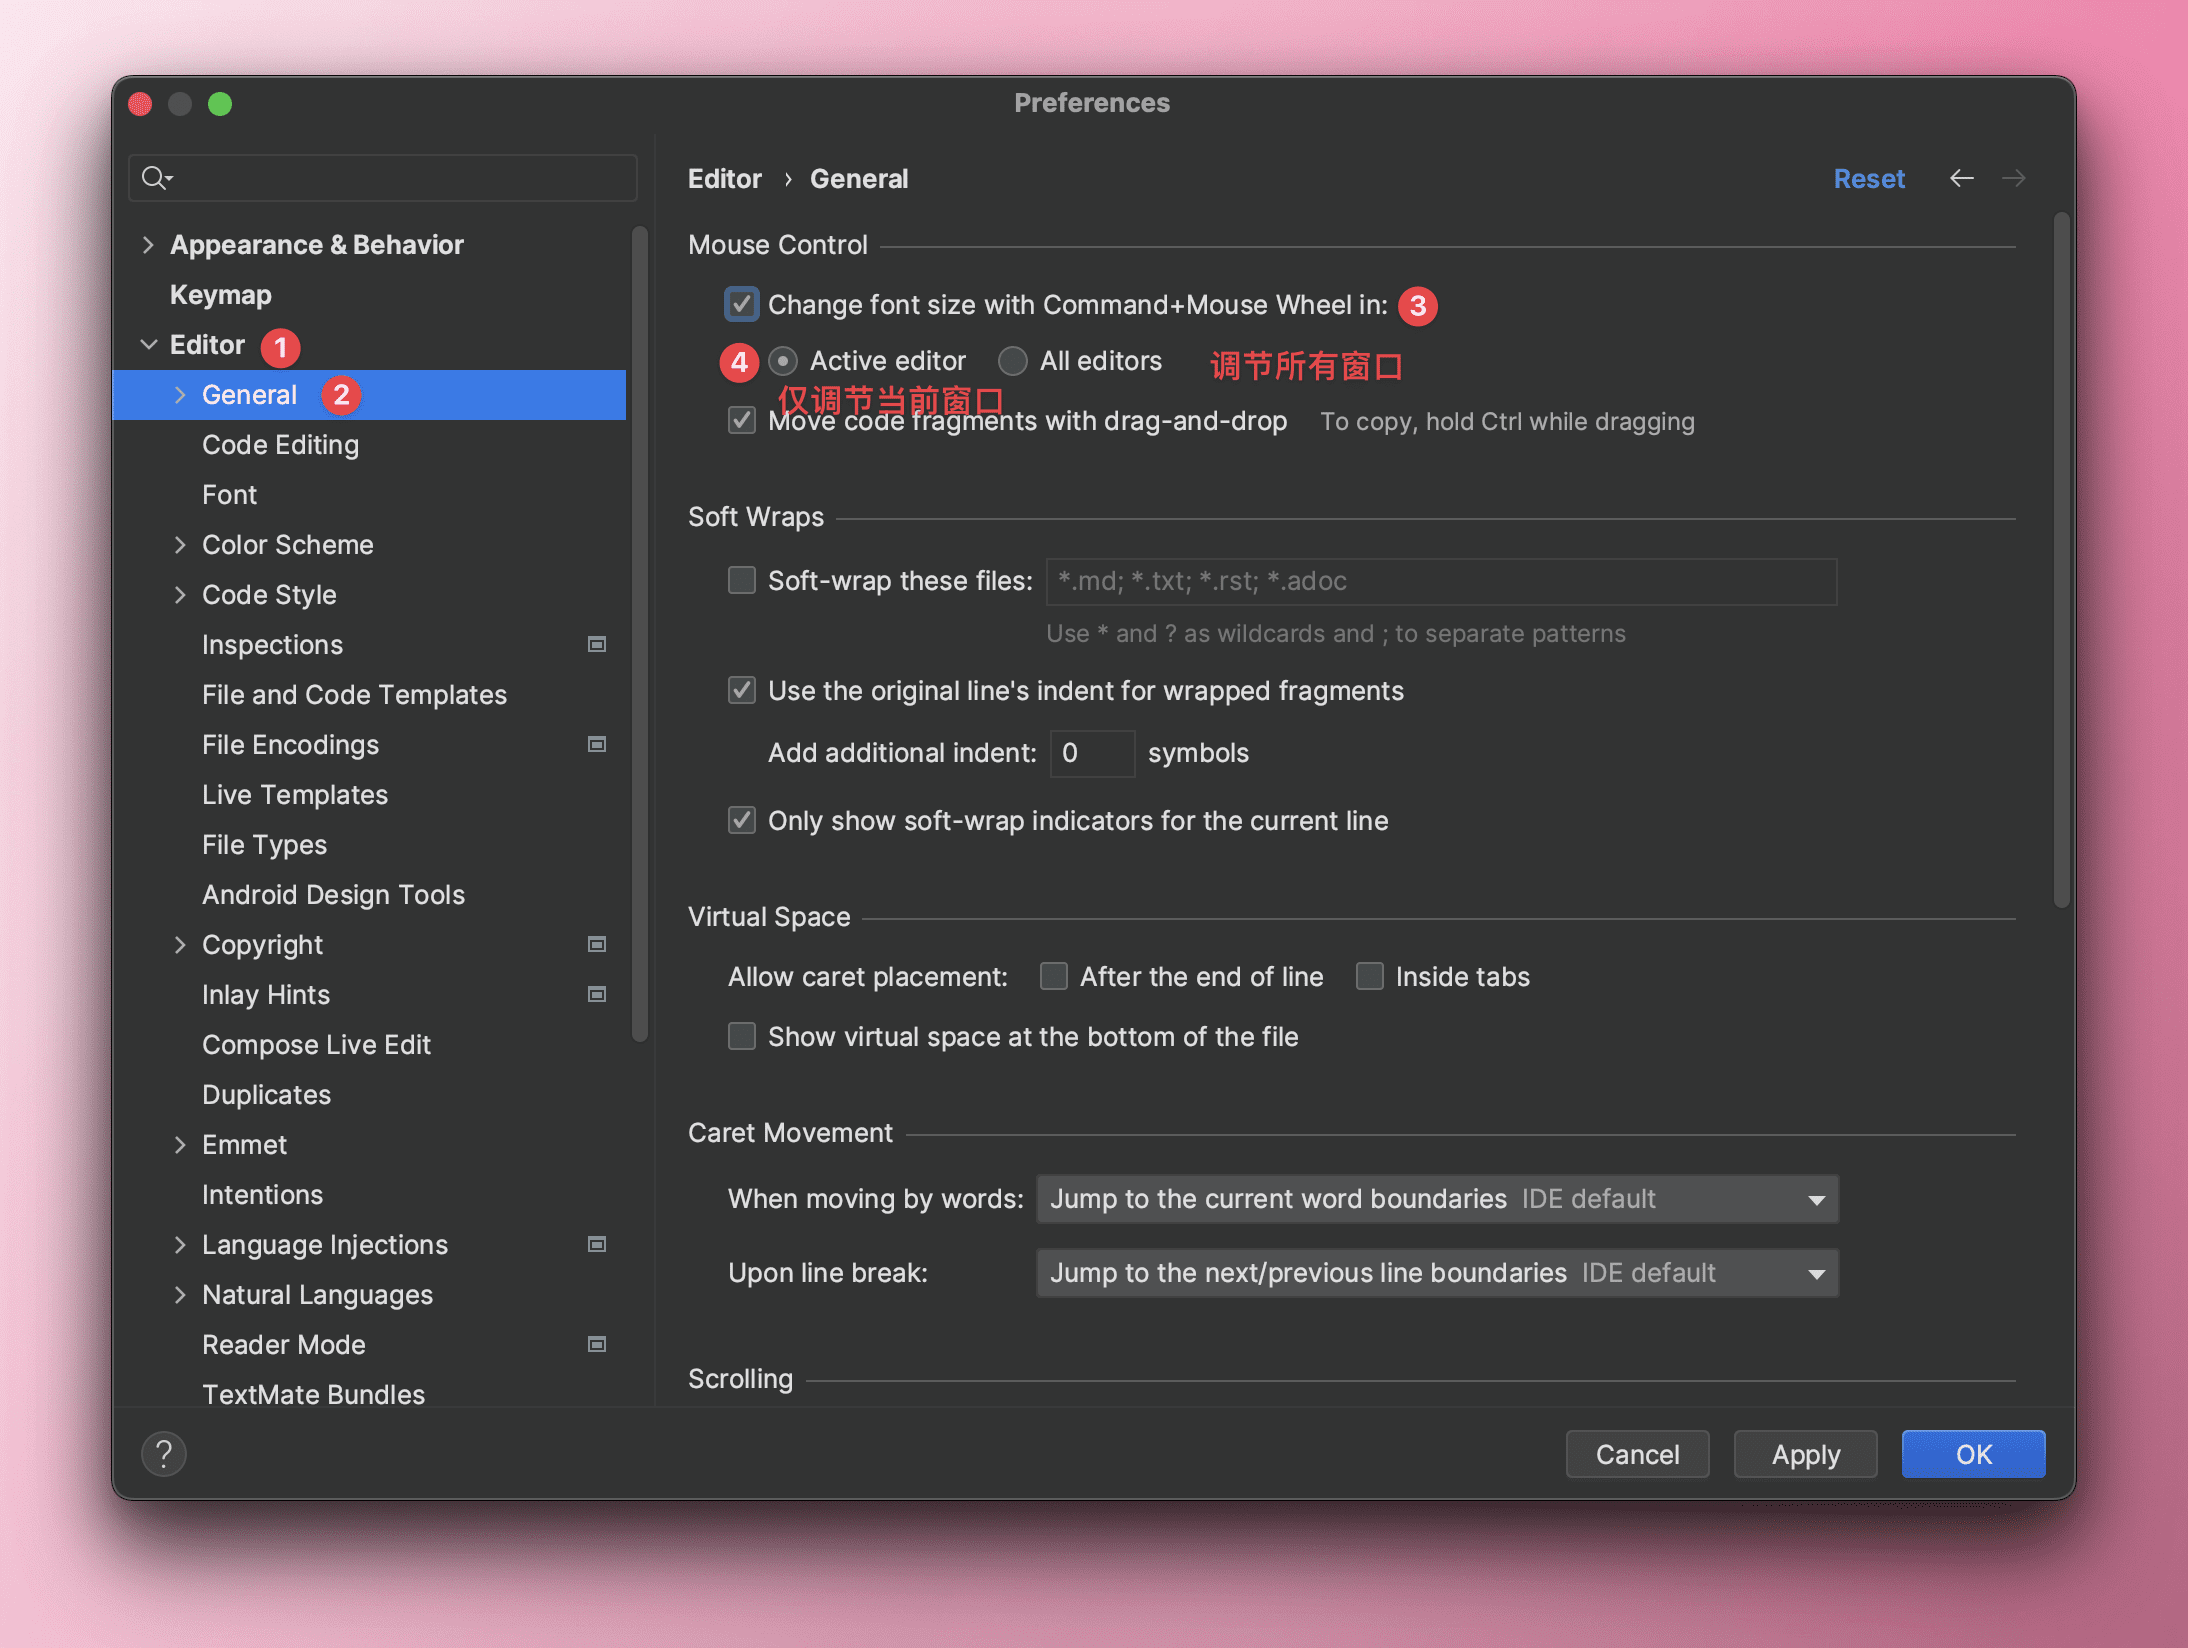 Preferences
Appearance & Behavior
Keymap
Editor 1
General 2
Code Editing
Font
Color Scheme
Code Style
Inspections
File and Code Templates
File Encodings
Live Templates
File Types
Android Design Tools
Copyright
Inlay Hints
Compose Live Edit
Duplicates
Emmet
Intentions
Language Injections
Natural Languages
Reader Mode
TextMate Bundles
Editor › General Reset
Mouse Control
Change font size with Command+Mouse Wheel in: 3
4 Active editor All editors 调节所有窗口
仅调节当前窗口
Move code fragments with drag-and-drop To copy, hold Ctrl while dragging
Soft Wraps
Soft-wrap these files: *.md; *.txt; *.rst; *.adoc
Use * and ? as wildcards and ; to separate patterns
Use the original line's indent for wrapped fragments
Add additional indent: 0 symbols
Only show soft-wrap indicators for the current line
Virtual Space
Allow caret placement: After the end of line Inside tabs
Show virtual space at the bottom of the file
Caret Movement
When moving by words: Jump to the current word boundaries IDE default
Upon line break: Jump to the next/previous line boundaries IDE default
Scrolling
? Cancel Apply OK